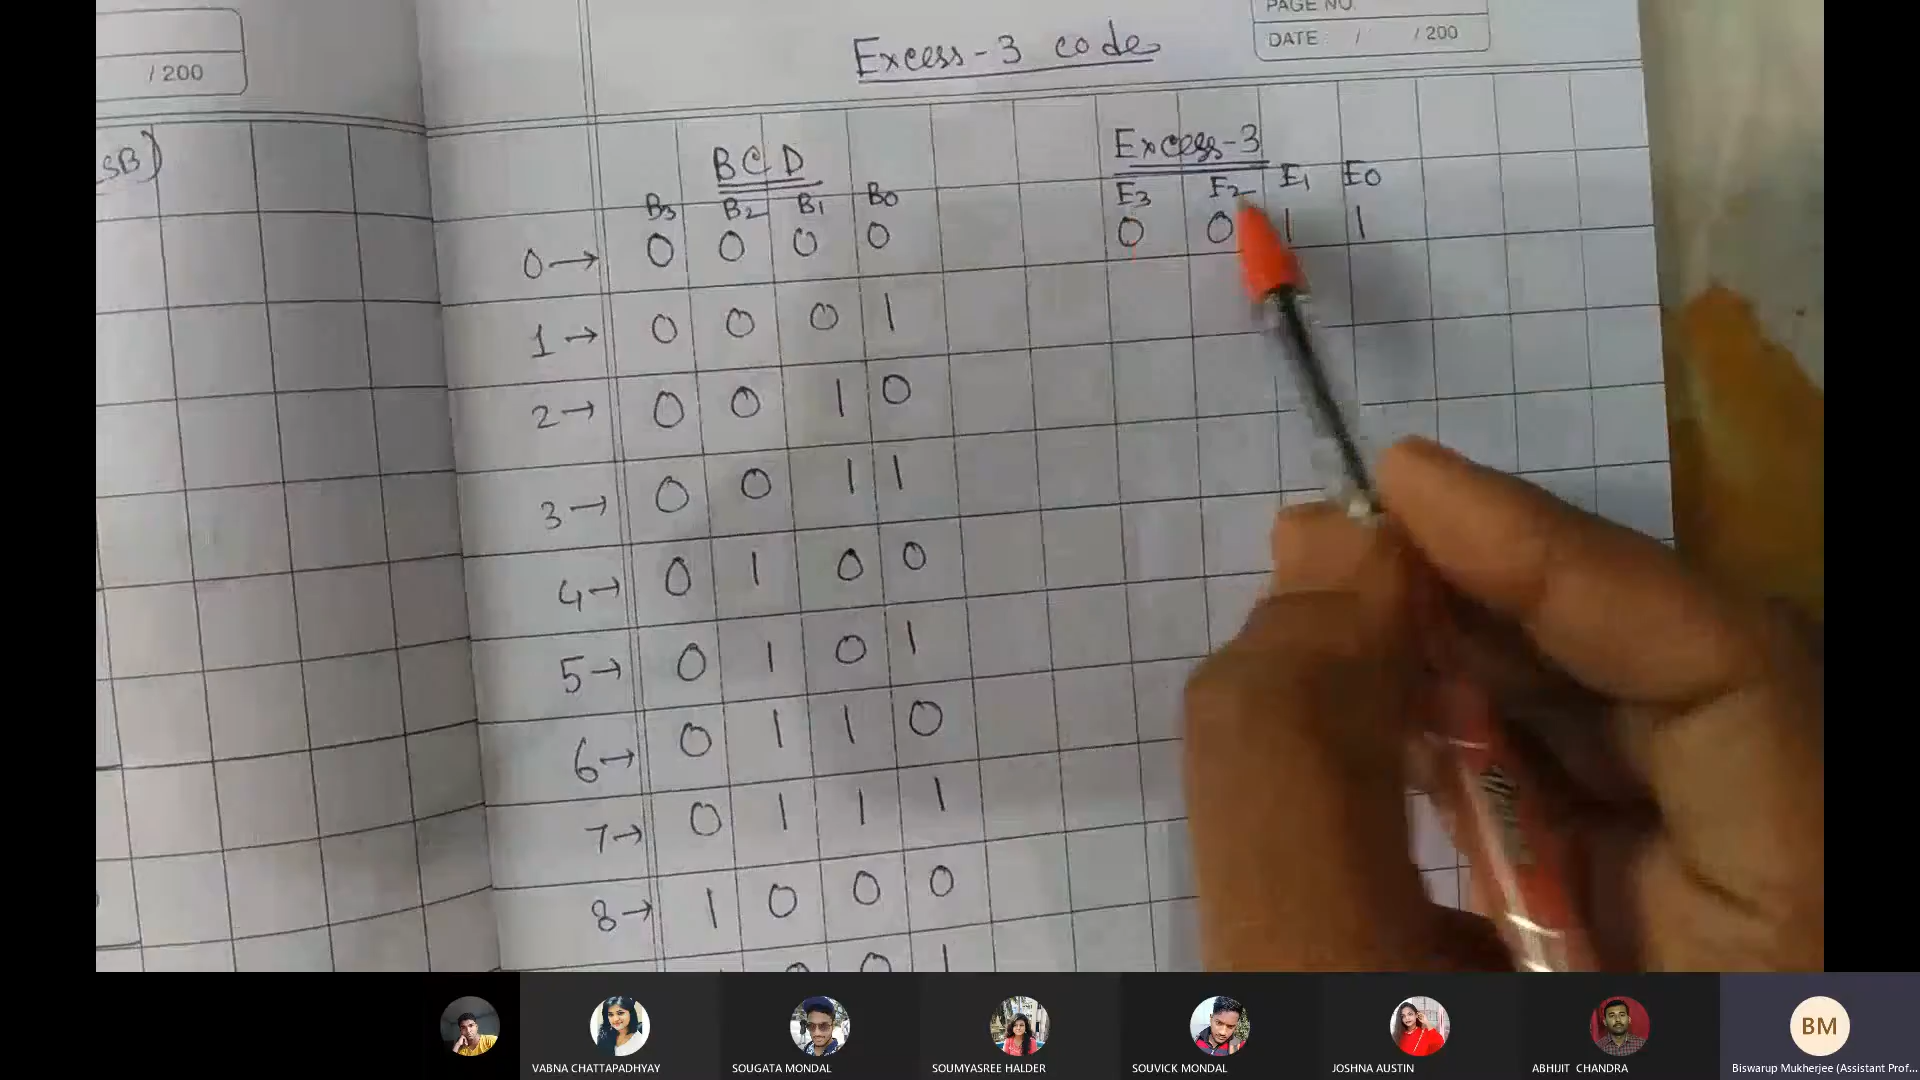 PAGE NO.
DATE / / 200
/ 200
Excess-3 code
SB)
BCD Excess-3
B3 B2 B1 B0 E3 E2 E1 E0
0→ 0 0 0 0 0 0 1 1
1→ 0 0 0 1
2→ 0 0 1 0
3→ 0 0 1 1
4→ 0 1 0 0
5→ 0 1 0 1
6→ 0 1 1 0
7→ 0 1 1 1
8→ 1 0 0 0
VABNA CHATTAPADHYAY SOUGATA MONDAL SOUMYASREE HALDER SOUVICK MONDAL JOSHNA AUSTIN ABHIJIT CHANDRA BM Biswarup Mukherjee (Assistant Prof...